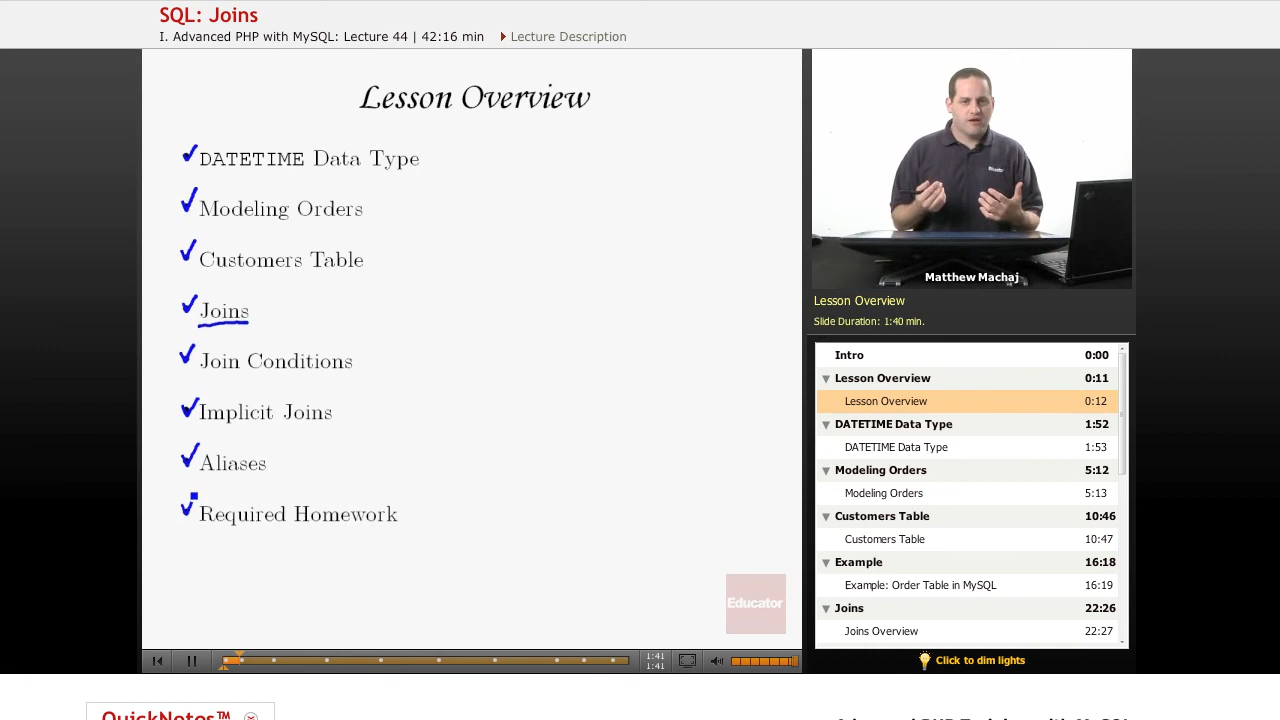 SQL: Joins
I. Advanced PHP with MySQL: Lecture 44 | 42:16 min
Lecture Description
Lesson Overview
DATETIME Data Type
Modeling Orders
Customers Table
Joins
Join Conditions
Implicit Joins
Aliases
Required Homework
Educator
1:41
1:41
Matthew Machaj
Lesson Overview
Slide Duration: 1:40 min.
Intro 0:00
Lesson Overview 0:11
Lesson Overview 0:12
DATETIME Data Type 1:52
DATETIME Data Type 1:53
Modeling Orders 5:12
Modeling Orders 5:13
Customers Table 10:46
Customers Table 10:47
Example 16:18
Example: Order Table in MySQL 16:19
Joins 22:26
Joins Overview 22:27
Click to dim lights
QuickNotes™